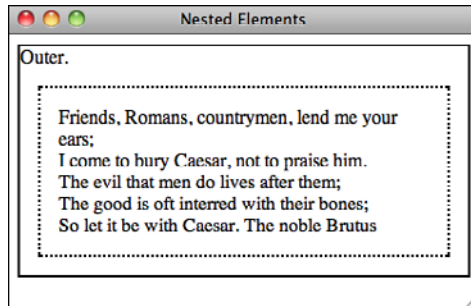 Nested Elements
Outer.
Friends, Romans, countrymen, lend me your
ears;
I come to bury Caesar, not to praise him.
The evil that men do lives after them;
The good is oft interred with their bones;
So let it be with Caesar. The noble Brutus